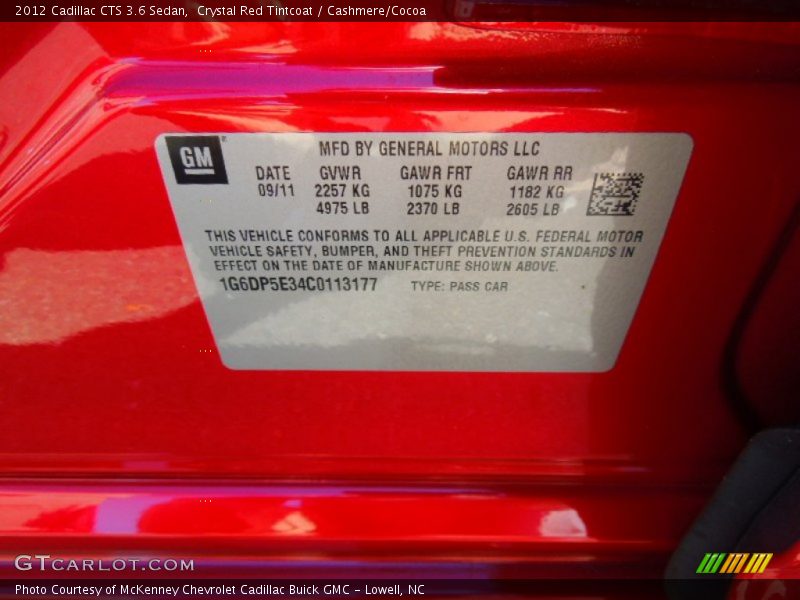 2012 Cadillac CTS 3.6 Sedan,  Crystal Red Tintcoat / Cashmere/Cocoa
GM
MFD BY GENERAL MOTORS LLC
DATE GVWR GAWR FRT GAWR RR
09/11 2257 KG 1075 KG 1182 KG
4975 LB 2370 LB 2605 LB
THIS VEHICLE CONFORMS TO ALL APPLICABLE U.S. FEDERAL MOTOR
VEHICLE SAFETY, BUMPER, AND THEFT PREVENTION STANDARDS IN
EFFECT ON THE DATE OF MANUFACTURE SHOWN ABOVE.
1G6DP5E34C0113177 TYPE: PASS CAR
GTCARLOT.COM
Photo Courtesy of McKenney Chevrolet Cadillac Buick GMC - Lowell, NC